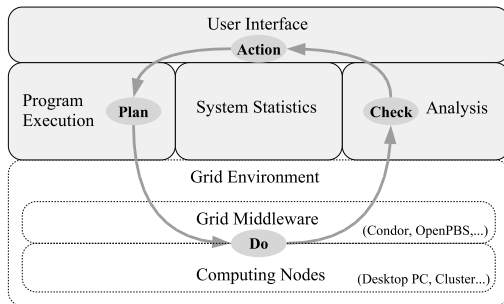 User Interface
Action
Program
Execution
Plan
System Statistics
Check
Analysis
Grid Environment
Grid Middleware
(Condor, OpenPBS,...)
Do
Computing Nodes
(Desktop PC, Cluster...)